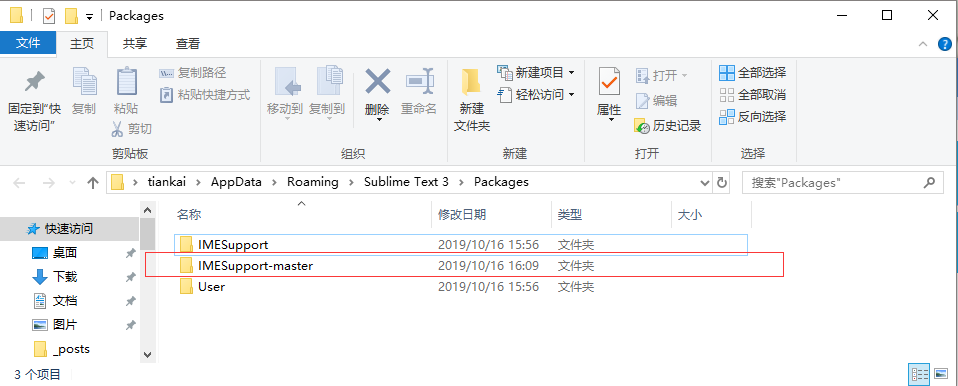 Packages
文件 主页 共享 查看
固定到"快速访问"
复制
粘贴
复制路径
粘贴快捷方式
剪切
剪贴板
移动到 复制到 删除 重命名
组织
新建文件夹
新建项目
轻松访问
新建
属性
打开
编辑
历史记录
打开
全部选择
全部取消
反向选择
选择
tiankai > AppData > Roaming > Sublime Text 3 > Packages
搜索"Packages"
名称 修改日期 类型 大小
快速访问
桌面
下载
文档
图片
_posts
IMESupport 2019/10/16 15:56 文件夹
IMESupport-master 2019/10/16 16:09 文件夹
User 2019/10/16 15:56 文件夹
3 个项目